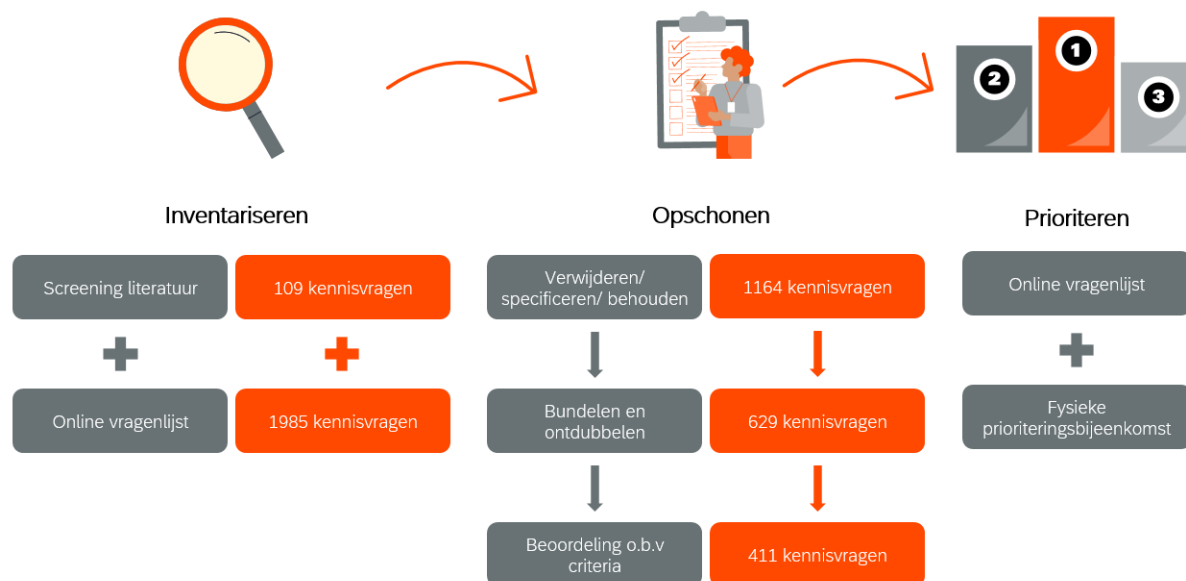 2
1
3
Inventariseren
Opschonen
Prioriteren
Screening literatuur
109 kennisvragen
Online vragenlijst
1985 kennisvragen
Verwijderen/
specificeren/ behouden
1164 kennisvragen
Bundelen en
ontdubbelen
629 kennisvragen
Beoordeling o.b.v
criteria
411 kennisvragen
Online vragenlijst
Fysieke
prioriteringsbijeenkomst